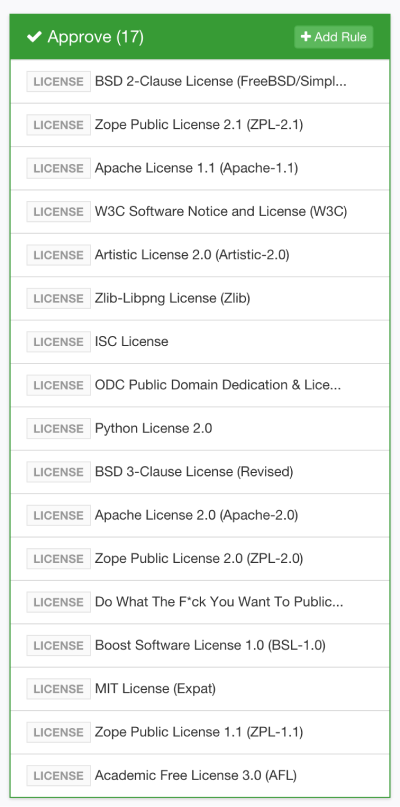 Approve (17) Add Rule
LICENSE BSD 2-Clause License (FreeBSD/Simpl...
LICENSE Zope Public License 2.1 (ZPL-2.1)
LICENSE Apache License 1.1 (Apache-1.1)
LICENSE W3C Software Notice and License (W3C)
LICENSE Artistic License 2.0 (Artistic-2.0)
LICENSE Zlib-Libpng License (Zlib)
LICENSE ISC License
LICENSE ODC Public Domain Dedication & Lice...
LICENSE Python License 2.0
LICENSE BSD 3-Clause License (Revised)
LICENSE Apache License 2.0 (Apache-2.0)
LICENSE Zope Public License 2.0 (ZPL-2.0)
LICENSE Do What The F*ck You Want To Public...
LICENSE Boost Software License 1.0 (BSL-1.0)
LICENSE MIT License (Expat)
LICENSE Zope Public License 1.1 (ZPL-1.1)
LICENSE Academic Free License 3.0 (AFL)